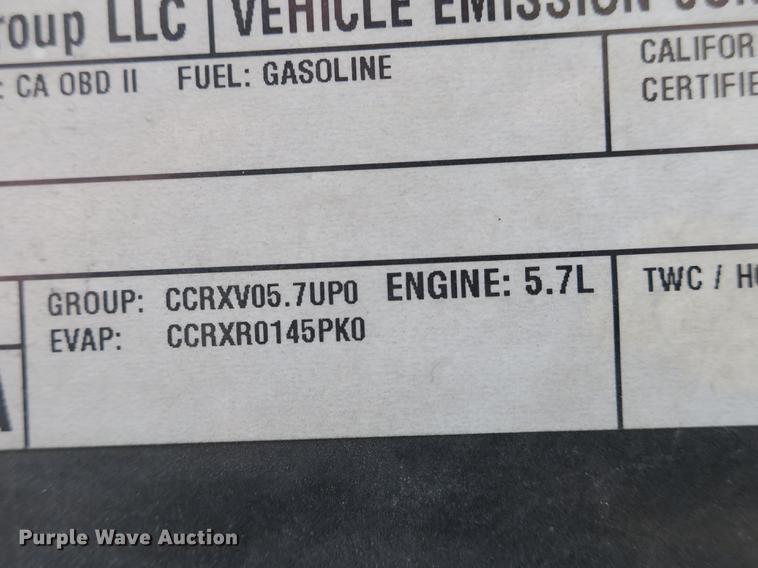 roup LLC VEHICLE EMISSION CON
: CA OBD II FUEL: GASOLINE
CALIFOR
CERTIFIE
GROUP: CCRXV05.7UP0 ENGINE: 5.7L
EVAP: CCRXR0145PK0
TWC / H
A
Purple Wave Auction